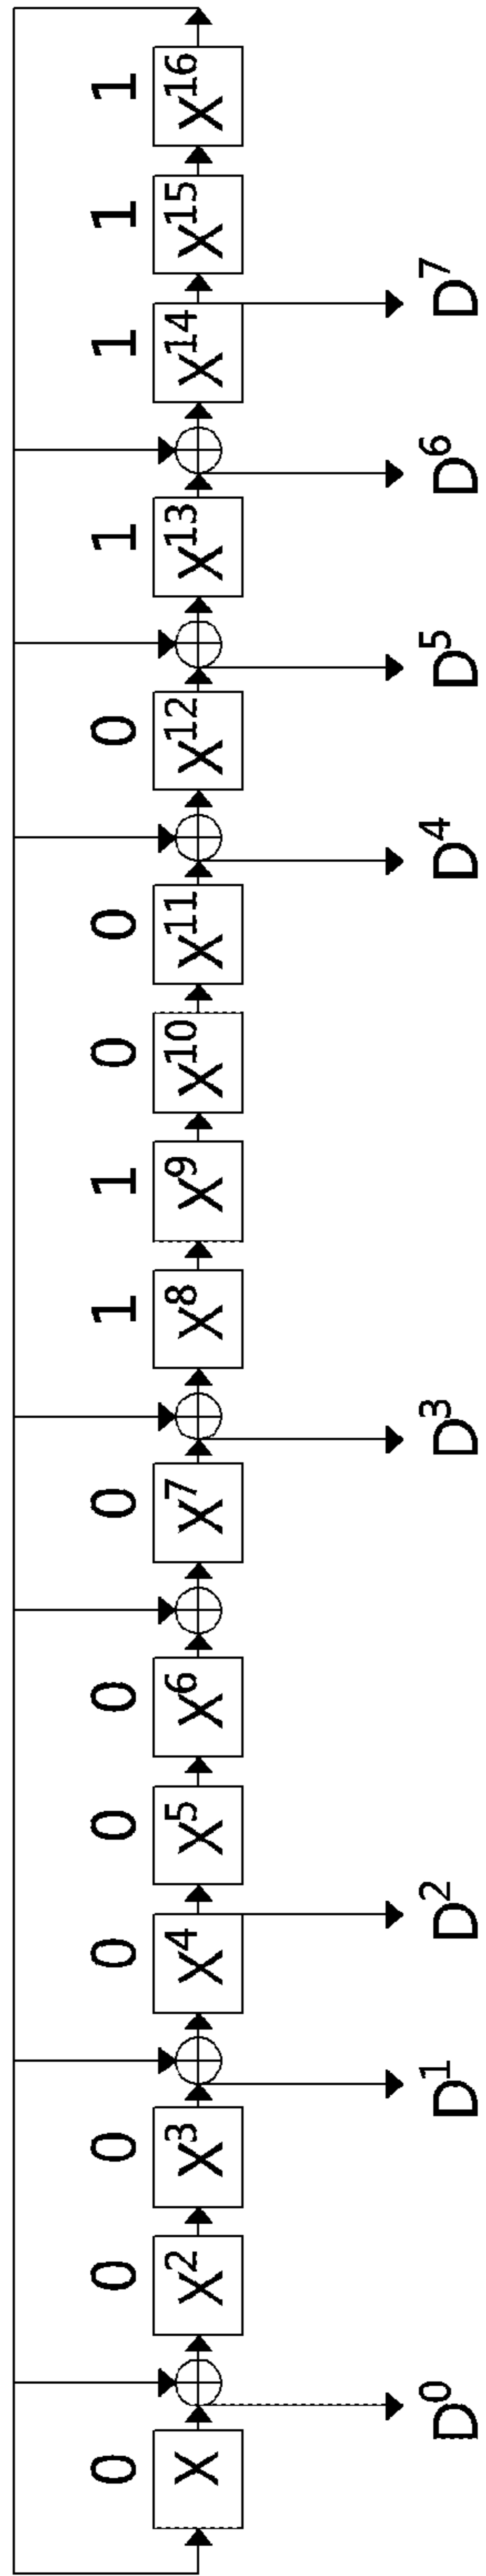 0 0 0 0 0 0 0 1 1 0 0 0 1 1 1 1
X X² X³ X⁴ X⁵ X⁶ X⁷ X⁸ X⁹ X¹⁰ X¹¹ X¹² X¹³ X¹⁴ X¹⁵ X¹⁶
D⁰ D¹ D² D³ D⁴ D⁵ D⁶ D⁷